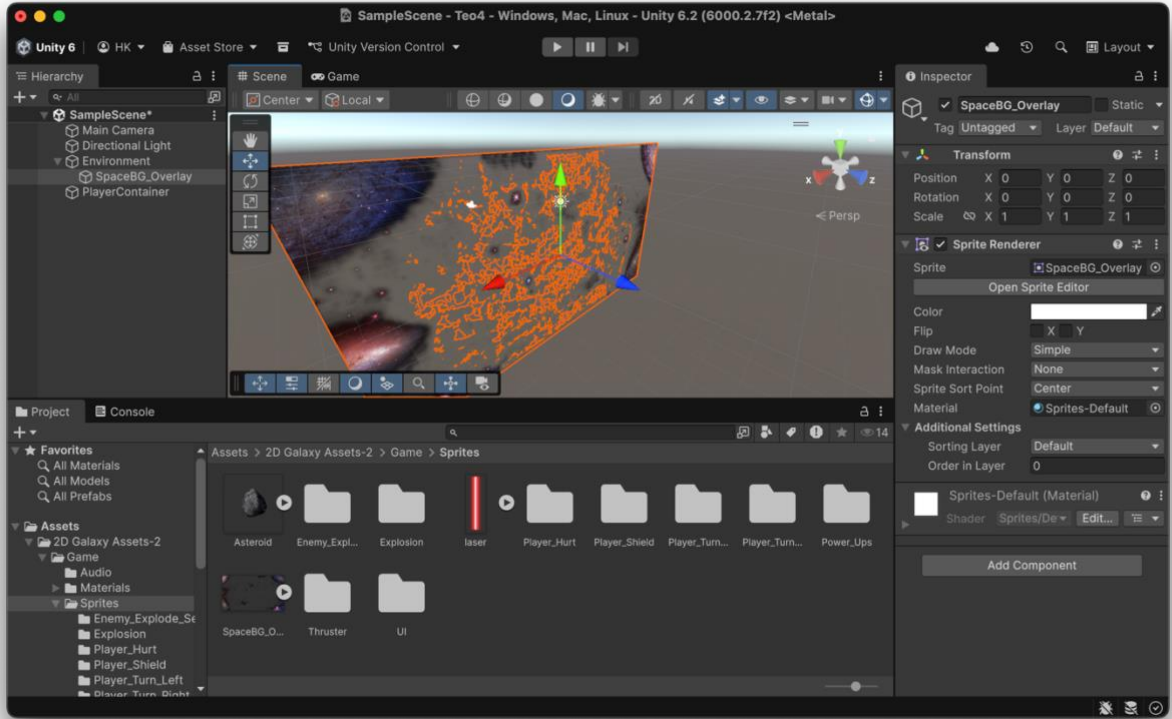 SampleScene - Teo4 - Windows, Mac, Linux - Unity 6.2 (6000.2.7f2) <Metal>
Unity 6 HK Asset Store Unity Version Control Layout
Hierarchy
All
SampleScene*
Main Camera
Directional Light
Environment
SpaceBG_Overlay
PlayerContainer
Scene Game
Center Local 2D
x z
Persp
Inspector
SpaceBG_Overlay Static
Tag Untagged Layer Default
Transform
Position X 0 Y 0 Z 0
Rotation X 0 Y 0 Z 0
Scale X 1 Y 1 Z 1
Sprite Renderer
Sprite SpaceBG_Overlay
Open Sprite Editor
Color
Flip X Y
Draw Mode Simple
Mask Interaction None
Sprite Sort Point Center
Material Sprites-Default
Additional Settings
Sorting Layer Default
Order in Layer 0
Sprites-Default (Material)
Shader Sprites/De Edit...
Add Component
Project Console
14
Favorites
All Materials
All Models
All Prefabs
Assets
2D Galaxy Assets-2
Game
Audio
Materials
Sprites
Enemy_Explode_Se
Explosion
Player_Hurt
Player_Shield
Player_Turn_Left
Player_Turn_Right
Assets > 2D Galaxy Assets-2 > Game > Sprites
Asteroid Enemy_Expl... Explosion laser Player_Hurt Player_Shield Player_Turn... Player_Turn... Power_Ups
SpaceBG_O... Thruster UI